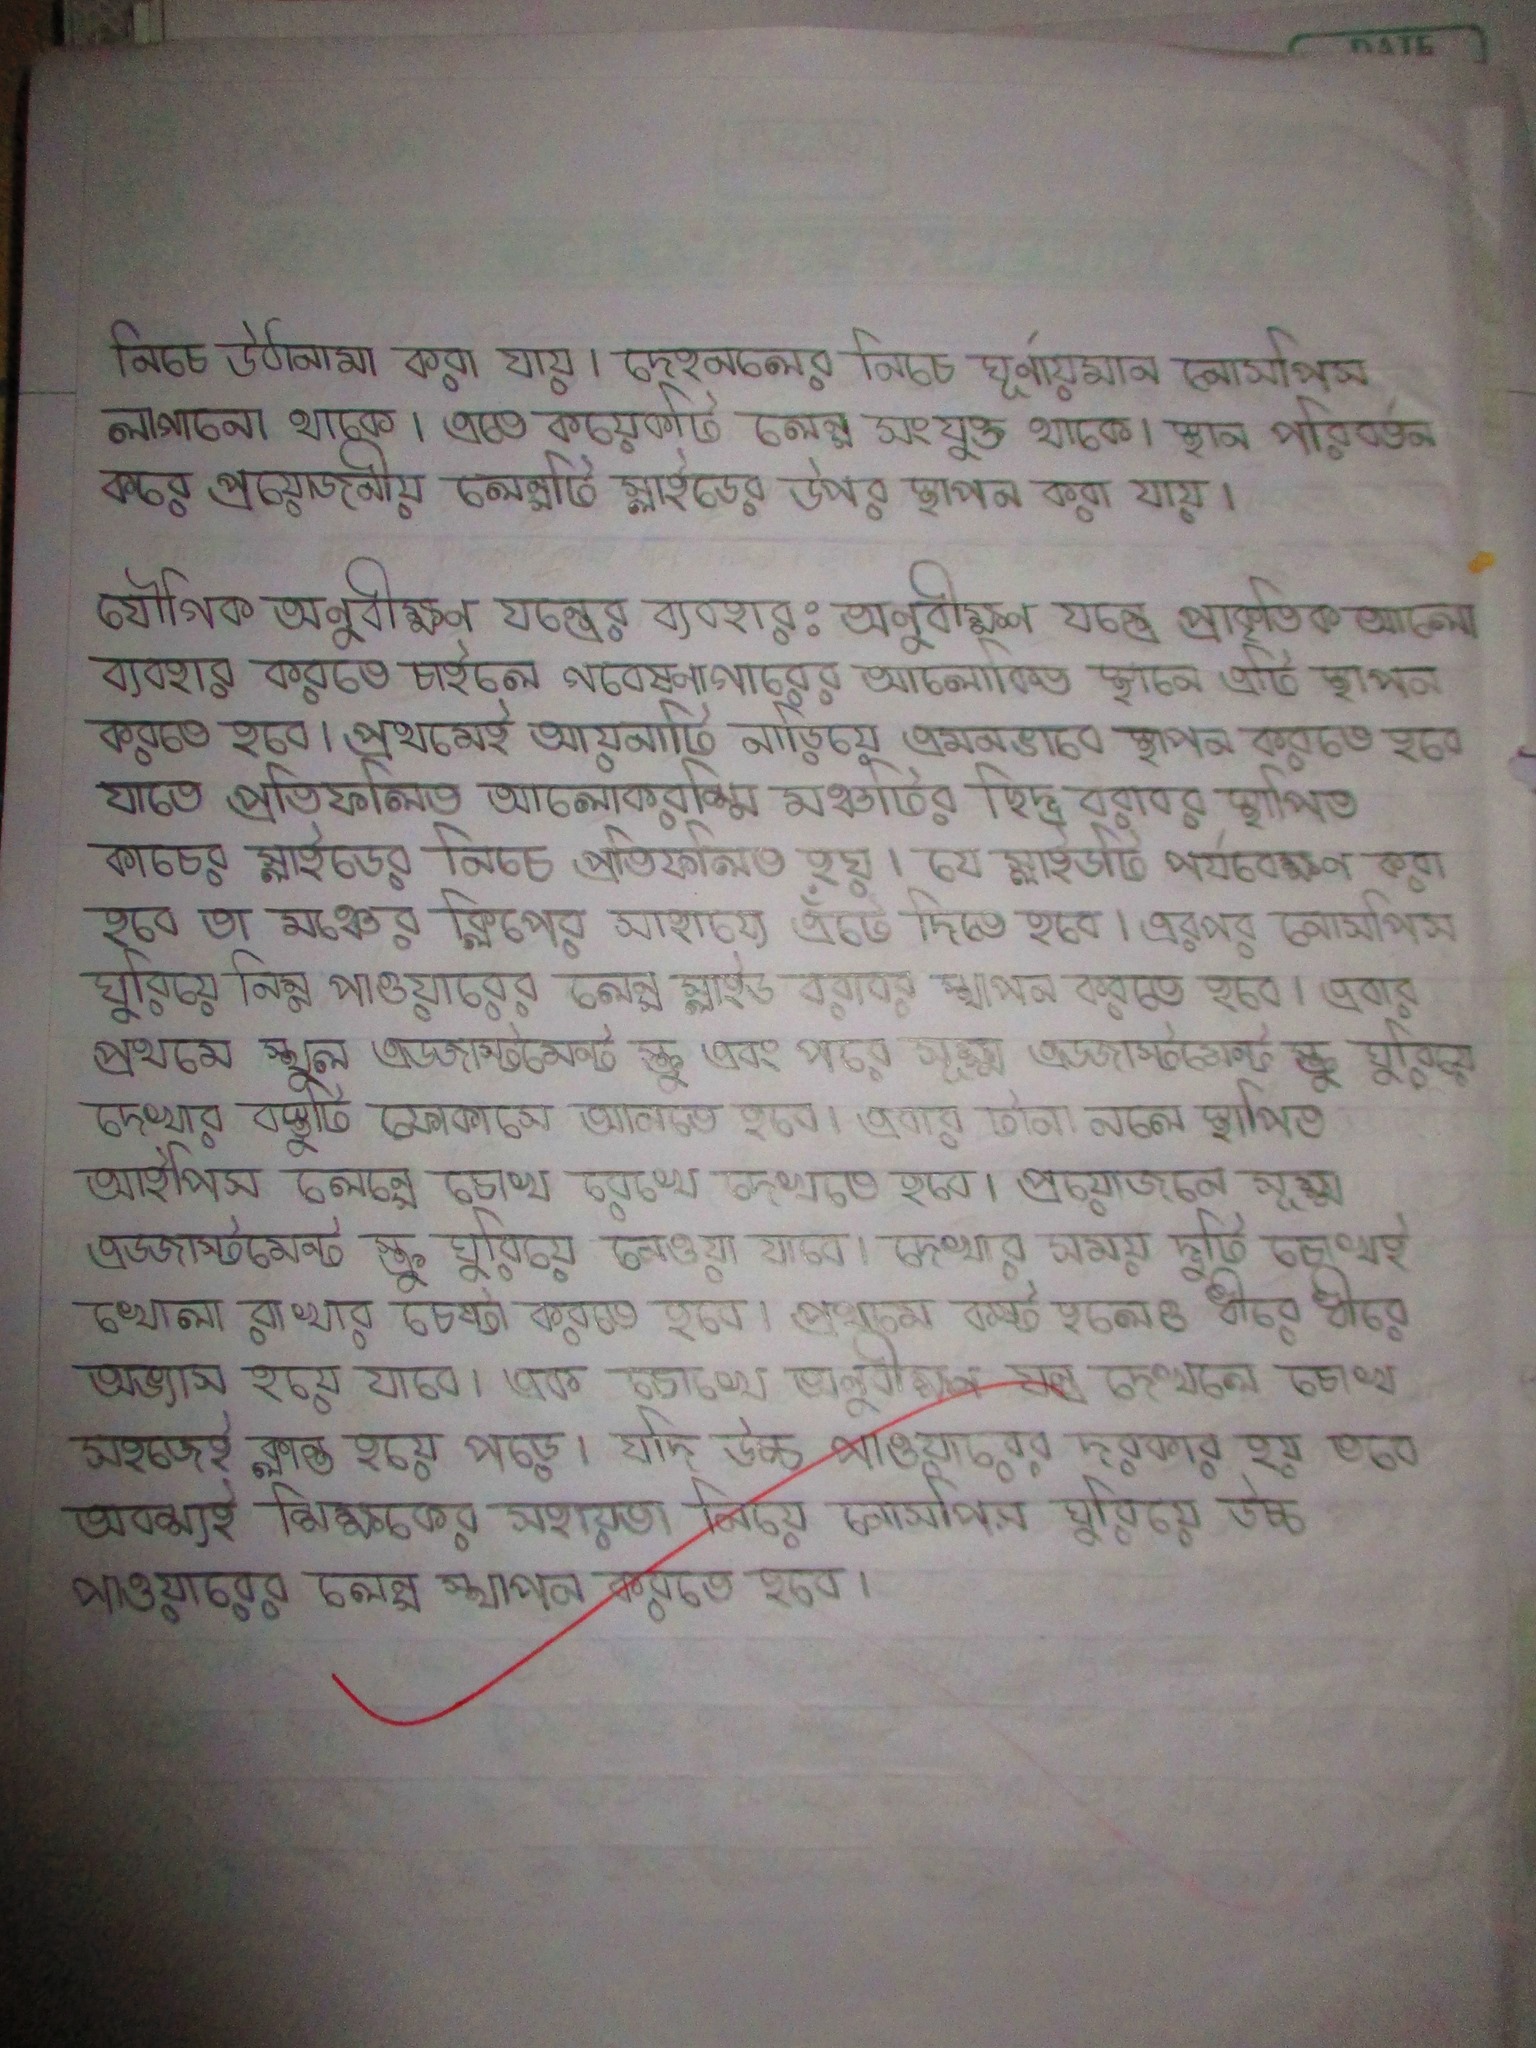 DATE
নিচে উঠানামা করা যায়। দেহনলের নিচে ঘূর্ণায়মান নোসপিস
লাগানো থাকে। এতে কয়েকটি লেন্স সংযুক্ত থাকে। স্থান পরিবর্তন
করে প্রয়োজনীয় লেন্সটি স্লাইডের উপর স্থাপন করা যায়।
যৌগিক অনুবীক্ষণ যন্ত্রের ব্যবহার: অনুবীক্ষণ যন্ত্রে প্রাকৃতিক আলো
ব্যবহার করতে চাইলে গবেষণাগারের আলোকিত স্থানে এটি স্থাপন
করতে হবে। প্রথমেই আয়নাটি নাড়িয়ে এমনভাবে স্থাপন করতে হবে
যাতে প্রতিফলিত আলোকরশ্মি মঞ্চটির ছিদ্র বরাবর স্থাপিত
কাচের স্লাইডের নিচে প্রতিফলিত হয়। যে স্লাইডটি পর্যবেক্ষণ করা
হবে তা মঞ্চের ক্লিপের সাহায্যে এঁটে দিতে হবে। এরপর নোসপিস
ঘুরিয়ে নিম্ন পাওয়ারের লেন্স স্লাইড বরাবর স্থাপন করতে হবে। এবার
প্রথমে স্থুল এডজাস্টমেন্ট স্ক্রু এবং পরে সূক্ষ্ম এডজাস্টমেন্ট স্ক্রু ঘুরিয়ে
দেখার বস্তুটি ফোকাসে আনতে হবে। এবার টানা নলে স্থাপিত
আইপিস লেন্সে চোখ রেখে দেখতে হবে। প্রয়োজনে সূক্ষ্ম
এডজাস্টমেন্ট স্ক্রু ঘুরিয়ে নেওয়া যাবে। দেখার সময় দুটি চোখই
খোলা রাখার চেষ্টা করতে হবে। প্রথমে কষ্ট হলেও ধীরে ধীরে
অভ্যাস হয়ে যাবে। এক চোখে অনুবীক্ষণ যন্ত্র দেখলে চোখ
সহজেই ক্লান্ত হয়ে পড়ে। যদি উচ্চ পাওয়ারের দরকার হয় তবে
অবশ্যই শিক্ষকের সহায়তা নিয়ে নোসপিস ঘুরিয়ে উচ্চ
পাওয়ারের লেন্স স্থাপন করতে হবে।